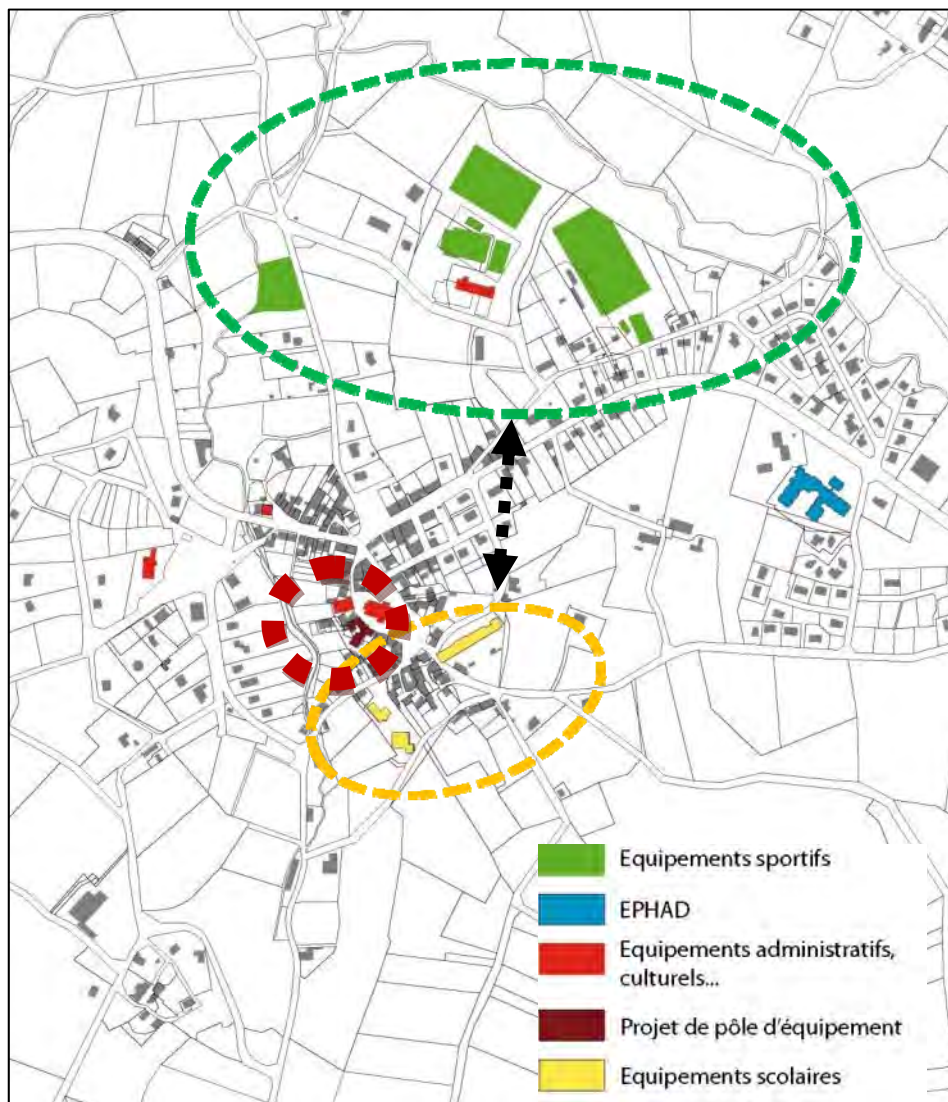 Equipements sportifs
EPHAD
Equipements administratifs,
culturels...
Projet de pôle d'équipement
Equipements scolaires